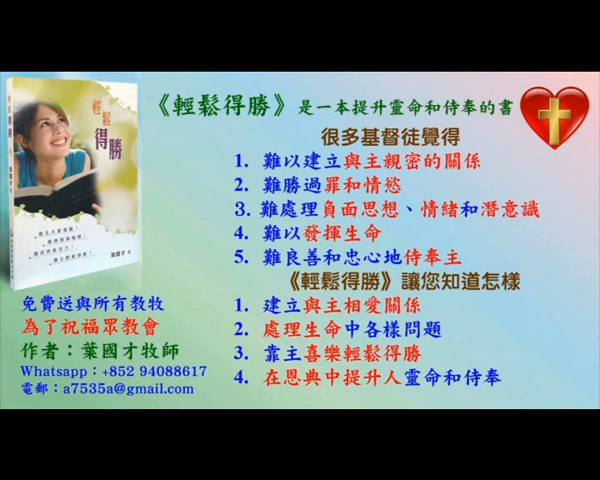 《輕鬆得勝》是一本提升靈命和侍奉的書
很多基督徒覺得
1. 難以建立與主親密的關係
2. 難勝過罪和情慾
3. 難處理負面思想、情緒和潛意識
4. 難以發揮生命
5. 難良善和忠心地侍奉主
《輕鬆得勝》讓您知道怎樣
1. 建立與主相愛關係
2. 處理生命中各樣問題
3. 靠主喜樂輕鬆得勝
4. 在恩典中提升人靈命和侍奉
輕鬆
得勝
葉國才 著
輕鬆得勝
免費送與所有教牧
為了祝福眾教會
作者：葉國才牧師
Whatsapp：+852 94088617
電郵：a7535a@gmail.com